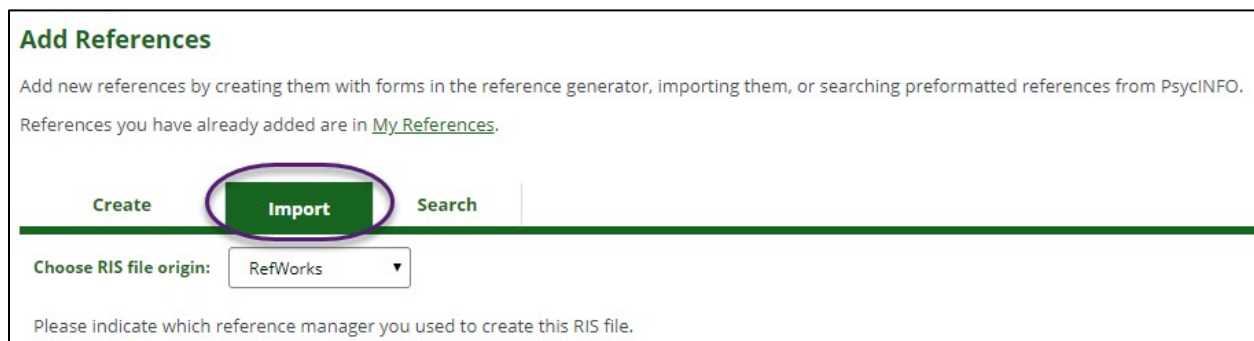 Add References
Add new references by creating them with forms in the reference generator, importing them, or searching preformatted references from PsycINFO.
References you have already added are in My References.
Create Import Search
Choose RIS file origin: RefWorks
Please indicate which reference manager you used to create this RIS file.